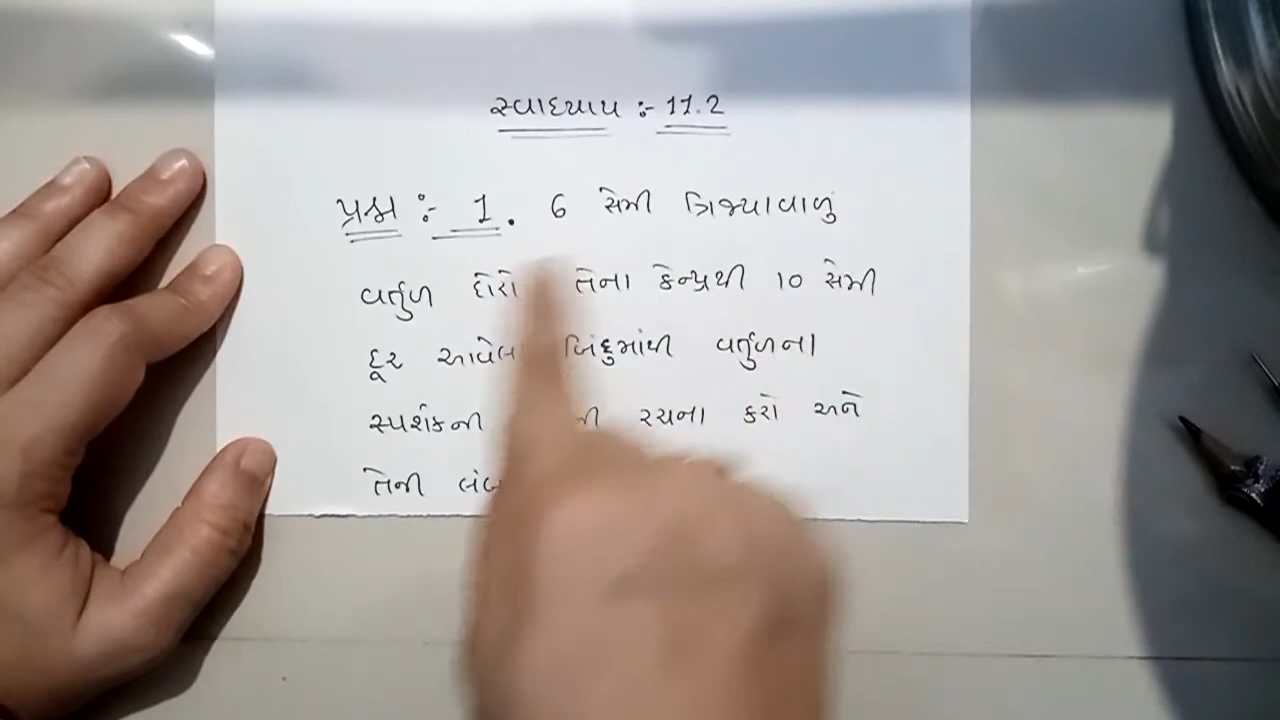 સ્વાધ્યાય :- 11.2
પ્રશ્ન :- 1. 6 સેમી ત્રિજ્યાવાળું
વર્તુળ દોરો તેના કેન્દ્રથી 10 સેમી
દૂર આવેલ બિંદુમાંથી વર્તુળના
સ્પર્શકની રચના કરો અને
તેની